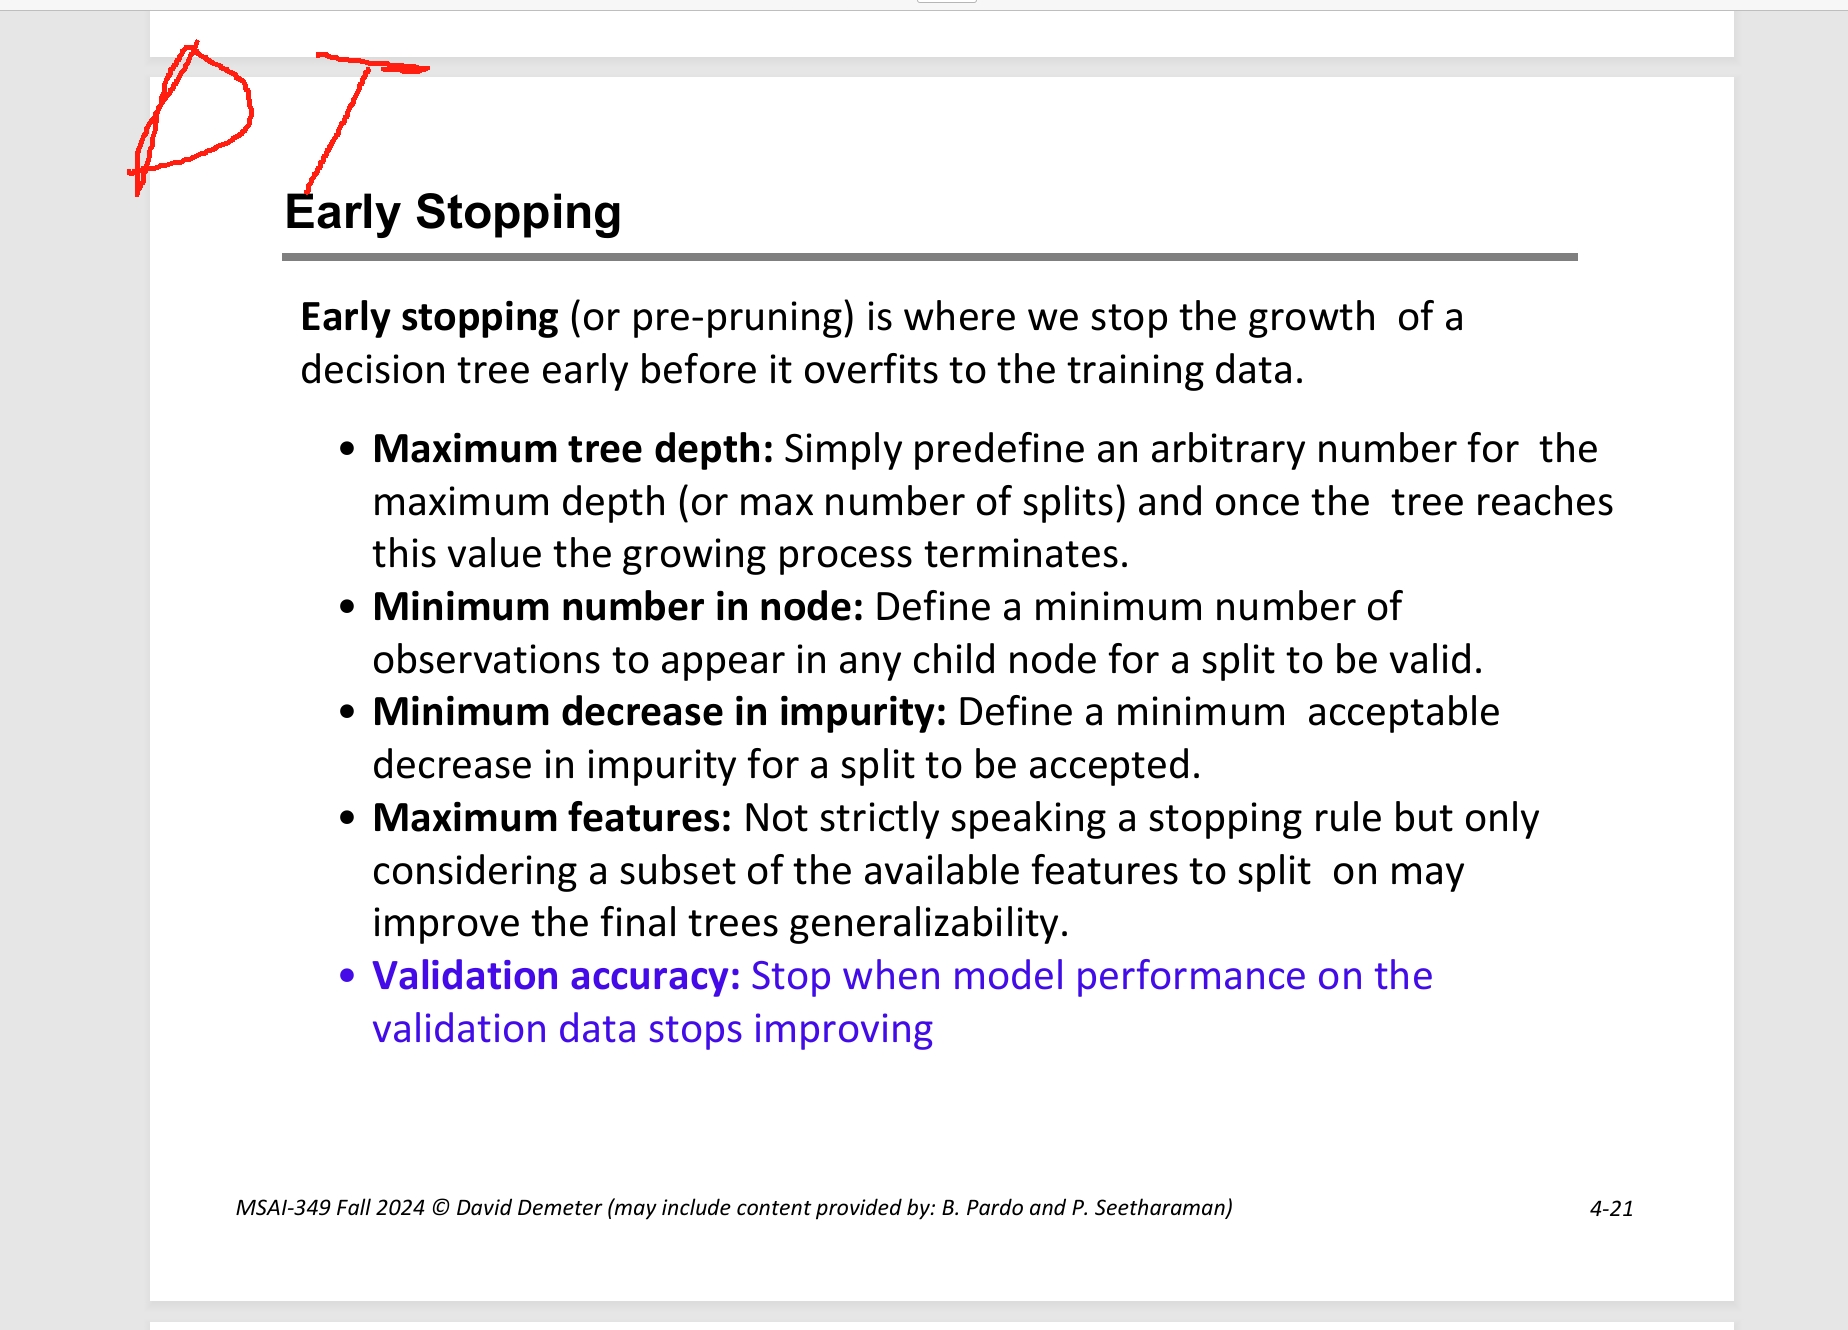 DT
Early Stopping
Early stopping (or pre-pruning) is where we stop the growth of a
decision tree early before it overfits to the training data.
• Maximum tree depth: Simply predefine an arbitrary number for the
maximum depth (or max number of splits) and once the tree reaches
this value the growing process terminates.
• Minimum number in node: Define a minimum number of
observations to appear in any child node for a split to be valid.
• Minimum decrease in impurity: Define a minimum acceptable
decrease in impurity for a split to be accepted.
• Maximum features: Not strictly speaking a stopping rule but only
considering a subset of the available features to split on may
improve the final trees generalizability.
• Validation accuracy: Stop when model performance on the
validation data stops improving
MSAI-349 Fall 2024 © David Demeter (may include content provided by: B. Pardo and P. Seetharaman) 4-21